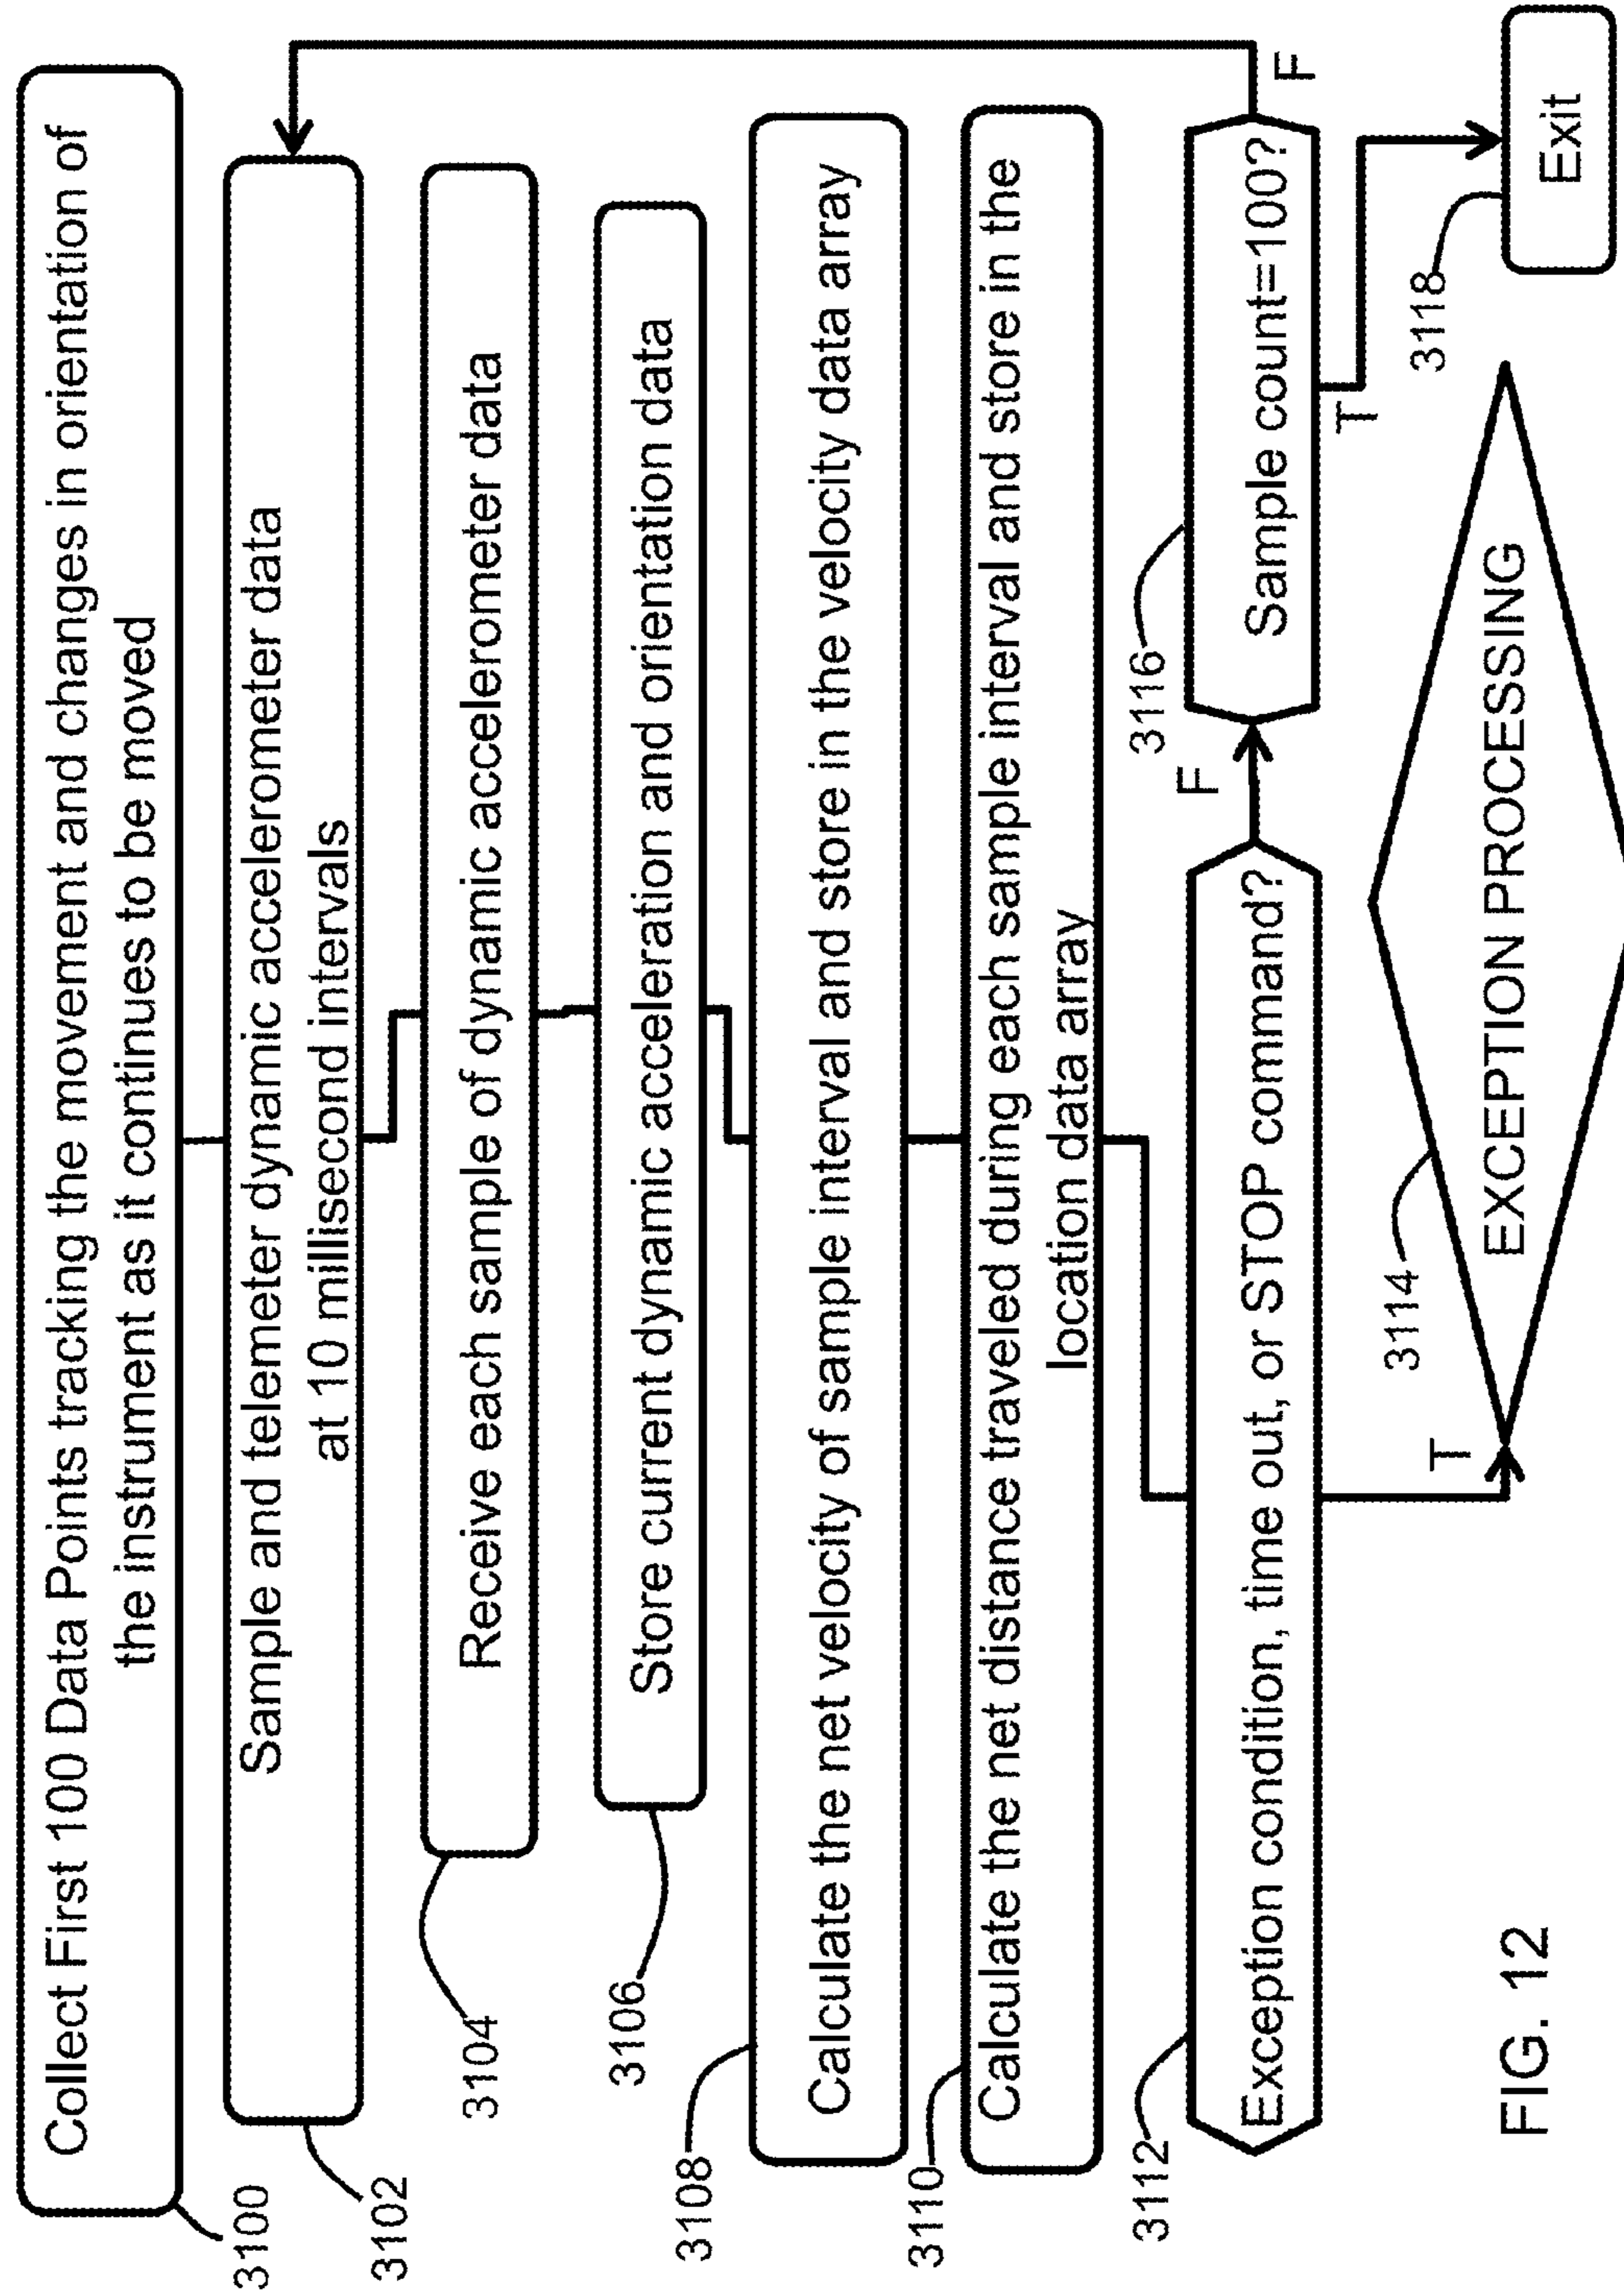 Collect First 100 Data Points tracking the movement and changes in orientation of
the instrument as it continues to be moved
3100
Sample and telemeter dynamic accelerometer data
at 10 millisecond intervals
3102
Receive each sample of dynamic accelerometer data
3104
Store current dynamic acceleration and orientation data
3106
Calculate the net velocity of sample interval and store in the velocity data array
3108
Calculate the net distance traveled during each sample interval and store in the
location data array
3110
Exception condition, time out, or STOP command?
3112
F
Sample count=100?
3116
F
T
T
EXCEPTION PROCESSING
3114
Exit
3118
FIG. 12